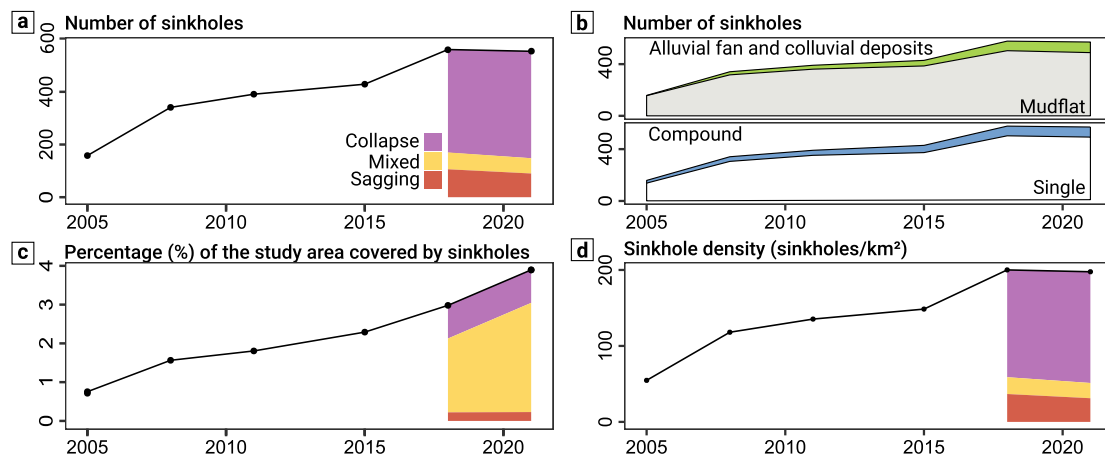 a Number of sinkholes
600
400
200
0
Collapse
Mixed
Sagging
2005 2010 2015 2020
b Number of sinkholes
Alluvial fan and colluvial deposits
400
Mudflat
0
Compound
400
Single
0
2005 2010 2015 2020
c Percentage (%) of the study area covered by sinkholes
4
3
2
1
0
2005 2010 2015 2020
d Sinkhole density (sinkholes/km²)
200
100
0
2005 2010 2015 2020